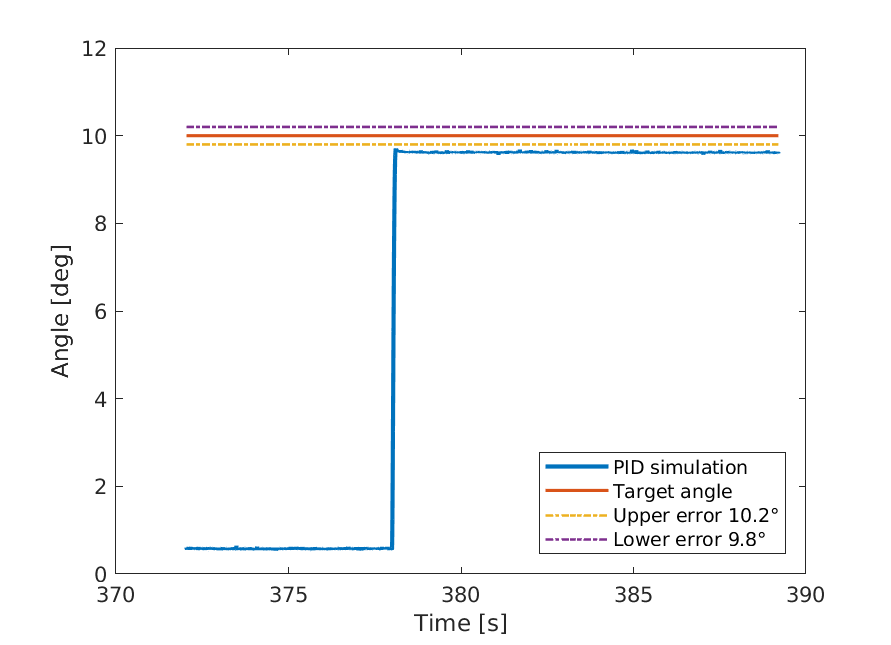 12
10
8
6
4
2
0
Angle [deg]
370
375
380
385
390
Time [s]
PID simulation
Target angle
Upper error 10.2°
Lower error 9.8°